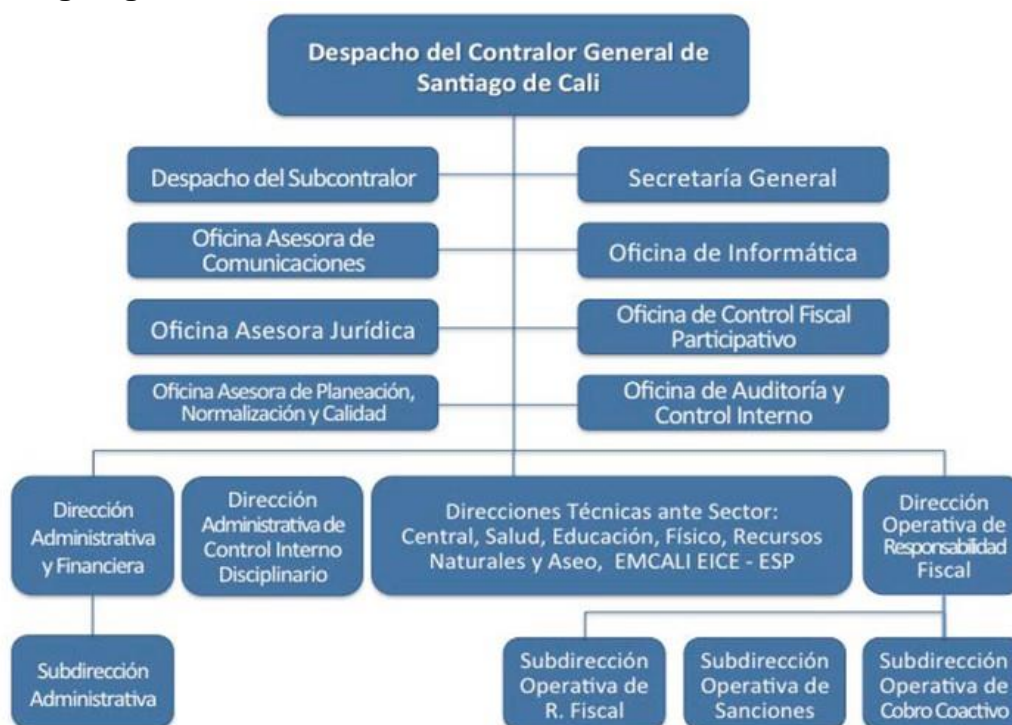 Despacho del Contralor General de
Santiago de Cali
Despacho del Subcontralor
Secretaría General
Oficina Asesora de
Comunicaciones
Oficina de Informática
Oficina Asesora Jurídica
Oficina de Control Fiscal
Participativo
Oficina Asesora de Planeación,
Normalización y Calidad
Oficina de Auditoría y
Control Interno
Dirección
Administrativa
y Financiera
Dirección
Administrativa de
Control Interno
Disciplinario
Direcciones Técnicas ante Sector:
Central, Salud, Educación, Físico, Recursos
Naturales y Aseo, EMCALI EICE - ESP
Dirección
Operativa de
Responsabilidad
Fiscal
Subdirección
Administrativa
Subdirección
Operativa de
R. Fiscal
Subdirección
Operativa de
Sanciones
Subdirección
Operativa de
Cobro Coactivo